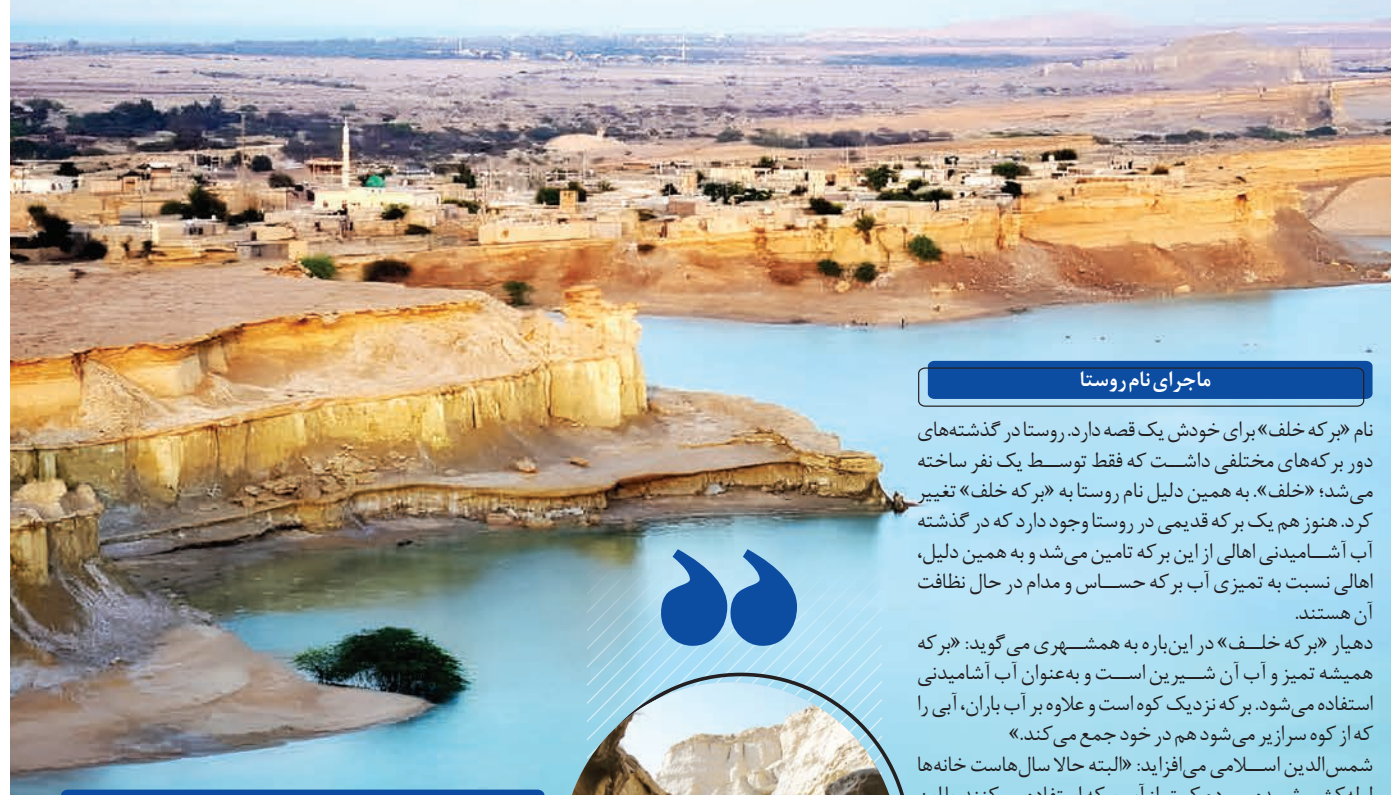 ماجرای نام روستا
نام «برکه خلف» برای خودش یک قصه دارد. روستا در گذشته‌های
دور برکه‌های مختلفی داشت که فقط توسط یک نفر ساخته
می‌شد؛ «خلف». به همین دلیل نام روستا به «برکه خلف» تغییر
کرد. هنوز هم یک برکه قدیمی در روستا وجود دارد که در گذشته
آب آشامیدنی اهالی از این برکه تامین می‌شد و به همین دلیل،
اهالی نسبت به تمیزی آب برکه حساس و مدام در حال نظافت
آن هستند.
دهیار «برکه خلف» در این‌باره به همشهری می‌گوید: «برکه
همیشه تمیز و آب آن شیرین است و به‌عنوان آب آشامیدنی
استفاده می‌شود. برکه نزدیک کوه است و علاوه بر آب باران، آبی را
که از کوه سرازیر می‌شود هم در خود جمع می‌کند.»
شمس‌الدین اسلامی می‌افزاید: «البته حالا سال‌هاست خانه‌ها